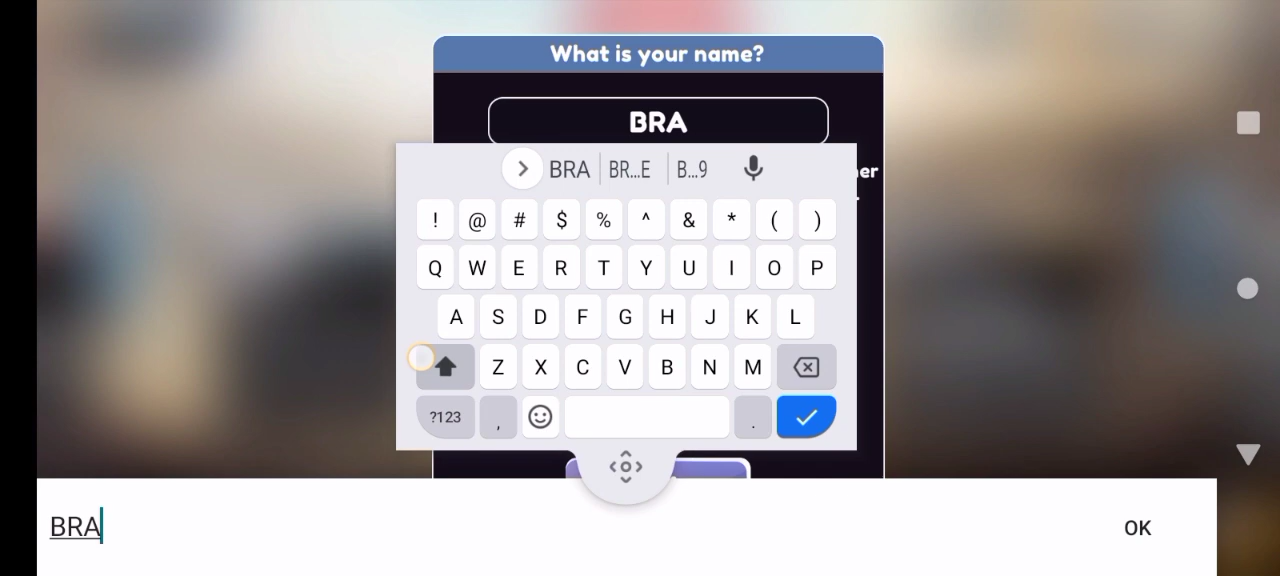 What is your name?
BRA
er
BRA BR...E B...9
! @ # $ % ^ & * ( )
Q W E R T Y U I O P
A S D F G H J K L
Z X C V B N M
?123 , .
BRA OK